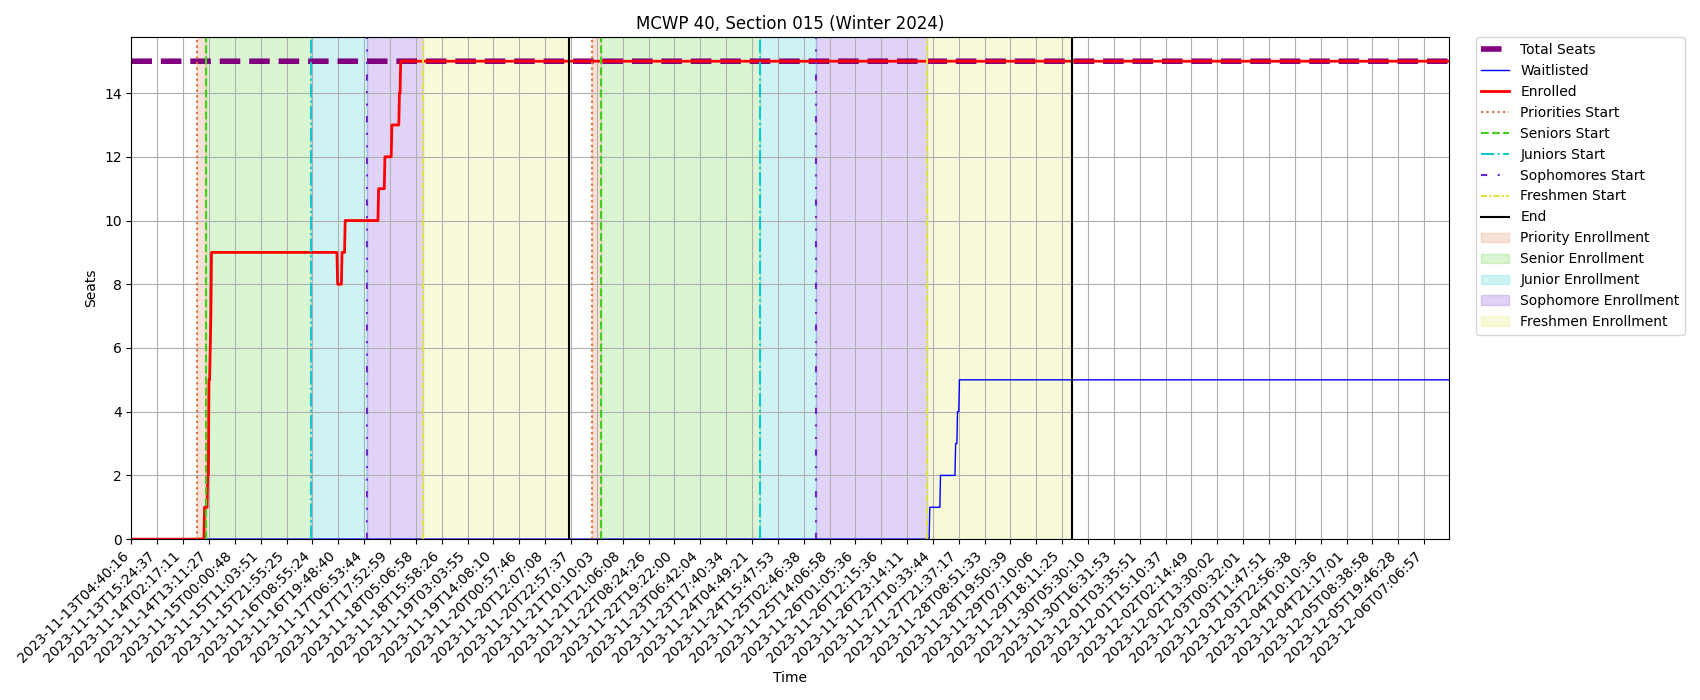 MCWP 40, Section 015 (Winter 2024)
Total Seats
Waitlisted
Enrolled
Priorities Start
Seniors Start
Juniors Start
Sophomores Start
Freshmen Start
End
Priority Enrollment
Senior Enrollment
Junior Enrollment
Sophomore Enrollment
Freshmen Enrollment
Seats
14
12
10
8
6
4
2
0
2023-11-13T04:40:16
2023-11-13T15:24:37
2023-11-14T02:17:11
2023-11-14T13:11:27
2023-11-15T00:00:48
2023-11-15T11:03:51
2023-11-15T21:55:25
2023-11-16T08:55:24
2023-11-16T19:48:40
2023-11-17T06:53:44
2023-11-17T17:52:59
2023-11-18T05:06:58
2023-11-18T15:58:26
2023-11-19T03:03:55
2023-11-19T14:08:10
2023-11-20T00:57:46
2023-11-20T12:07:08
2023-11-20T22:57:37
2023-11-21T10:10:03
2023-11-21T21:06:08
2023-11-22T08:24:26
2023-11-22T19:22:00
2023-11-23T06:42:04
2023-11-23T17:40:34
2023-11-24T04:49:21
2023-11-24T15:47:53
2023-11-25T02:46:38
2023-11-25T14:06:58
2023-11-26T01:05:36
2023-11-26T12:15:36
2023-11-26T23:14:11
2023-11-27T10:33:44
2023-11-27T21:37:17
2023-11-28T08:51:33
2023-11-28T19:50:39
2023-11-29T07:10:06
2023-11-29T18:11:25
2023-11-30T05:30:10
2023-11-30T16:31:53
2023-12-01T03:35:51
2023-12-01T15:10:37
2023-12-02T02:14:49
2023-12-02T13:30:02
2023-12-03T00:32:01
2023-12-03T11:47:51
2023-12-03T22:56:38
2023-12-04T10:10:36
2023-12-04T21:17:01
2023-12-05T08:38:58
2023-12-05T19:46:28
2023-12-06T07:06:57
Time